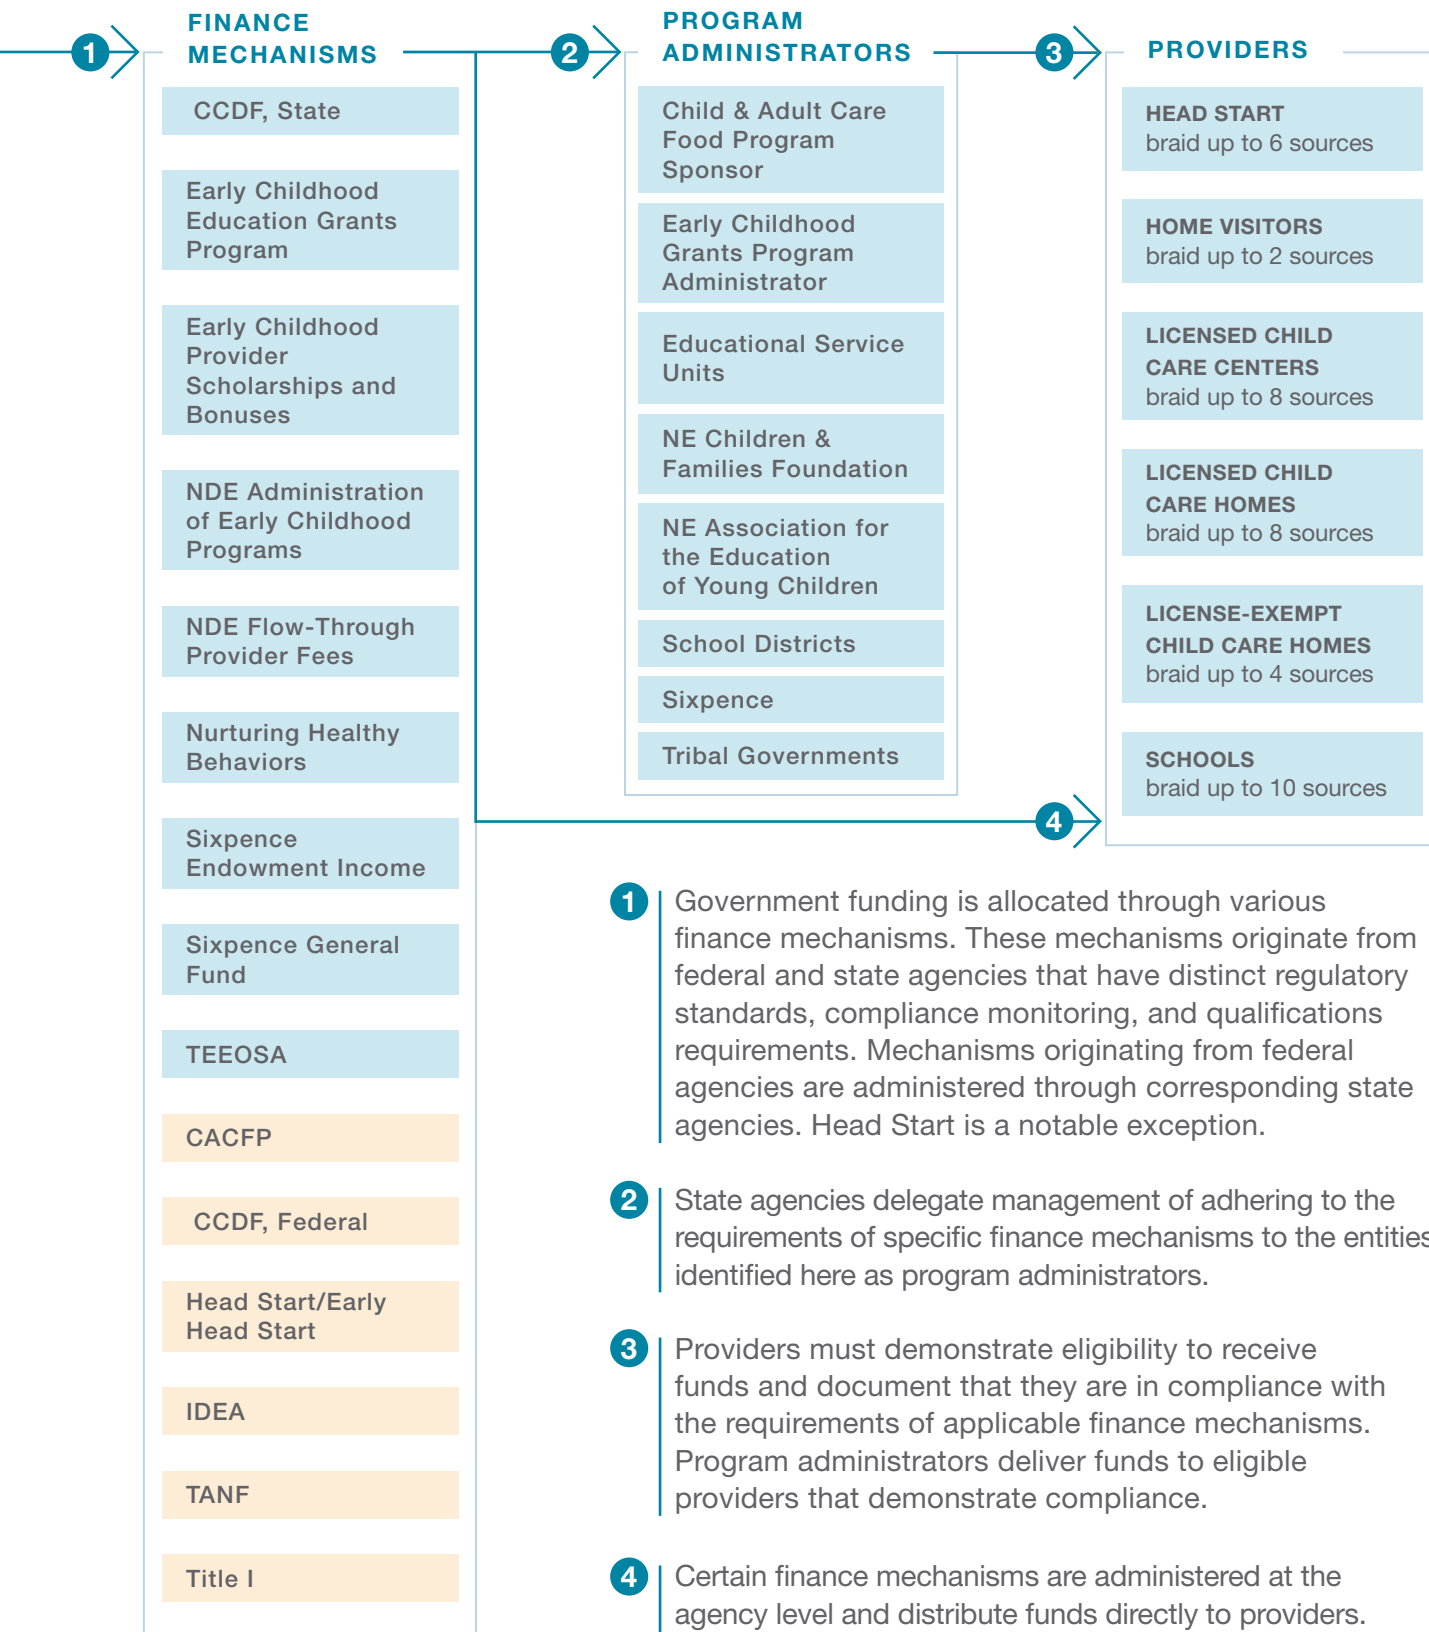 1
FINANCE
MECHANISMS
CCDF, State
Early Childhood
Education Grants
Program
Early Childhood
Provider
Scholarships and
Bonuses
NDE Administration
of Early Childhood
Programs
NDE Flow-Through
Provider Fees
Nurturing Healthy
Behaviors
Sixpence
Endowment Income
Sixpence General
Fund
TEEOSA
CACFP
CCDF, Federal
Head Start/Early
Head Start
IDEA
TANF
Title I
2
PROGRAM
ADMINISTRATORS
Child & Adult Care
Food Program
Sponsor
Early Childhood
Grants Program
Administrator
Educational Service
Units
NE Children &
Families Foundation
NE Association for
the Education
of Young Children
School Districts
Sixpence
Tribal Governments
3
PROVIDERS
HEAD START
braid up to 6 sources
HOME VISITORS
braid up to 2 sources
LICENSED CHILD
CARE CENTERS
braid up to 8 sources
LICENSED CHILD
CARE HOMES
braid up to 8 sources
LICENSE-EXEMPT
CHILD CARE HOMES
braid up to 4 sources
SCHOOLS
braid up to 10 sources
4
1 Government funding is allocated through various
finance mechanisms. These mechanisms originate from
federal and state agencies that have distinct regulatory
standards, compliance monitoring, and qualifications
requirements. Mechanisms originating from federal
agencies are administered through corresponding state
agencies. Head Start is a notable exception.
2 State agencies delegate management of adhering to the
requirements of specific finance mechanisms to the entities
identified here as program administrators.
3 Providers must demonstrate eligibility to receive
funds and document that they are in compliance with
the requirements of applicable finance mechanisms.
Program administrators deliver funds to eligible
providers that demonstrate compliance.
4 Certain finance mechanisms are administered at the
agency level and distribute funds directly to providers.